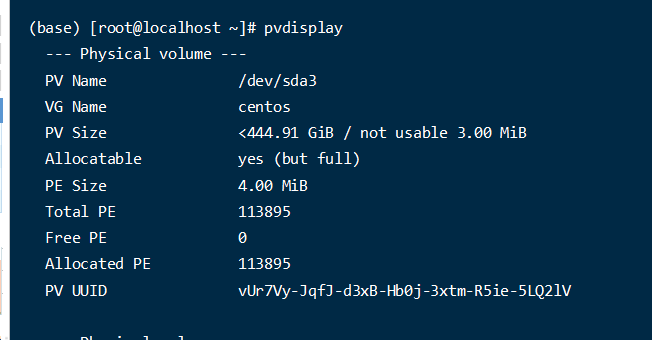 (base) [root@localhost ~]# pvdisplay
--- Physical volume ---
PV Name /dev/sda3
VG Name centos
PV Size <444.91 GiB / not usable 3.00 MiB
Allocatable yes (but full)
PE Size 4.00 MiB
Total PE 113895
Free PE 0
Allocated PE 113895
PV UUID vUr7Vy-JqfJ-d3xB-Hb0j-3xtm-R5ie-5LQ2lV